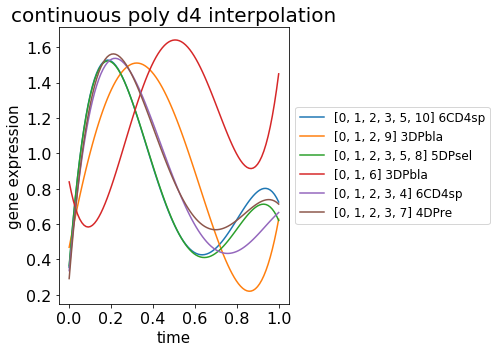 continuous poly d4 interpolation
gene expression
1.6
1.4
1.2
1.0
0.8
0.6
0.4
0.2
0.0 0.2 0.4 0.6 0.8 1.0
time
[0, 1, 2, 3, 5, 10] 6CD4sp
[0, 1, 2, 9] 3DPbla
[0, 1, 2, 3, 5, 8] 5DPsel
[0, 1, 6] 3DPbla
[0, 1, 2, 3, 4] 6CD4sp
[0, 1, 2, 3, 7] 4DPre